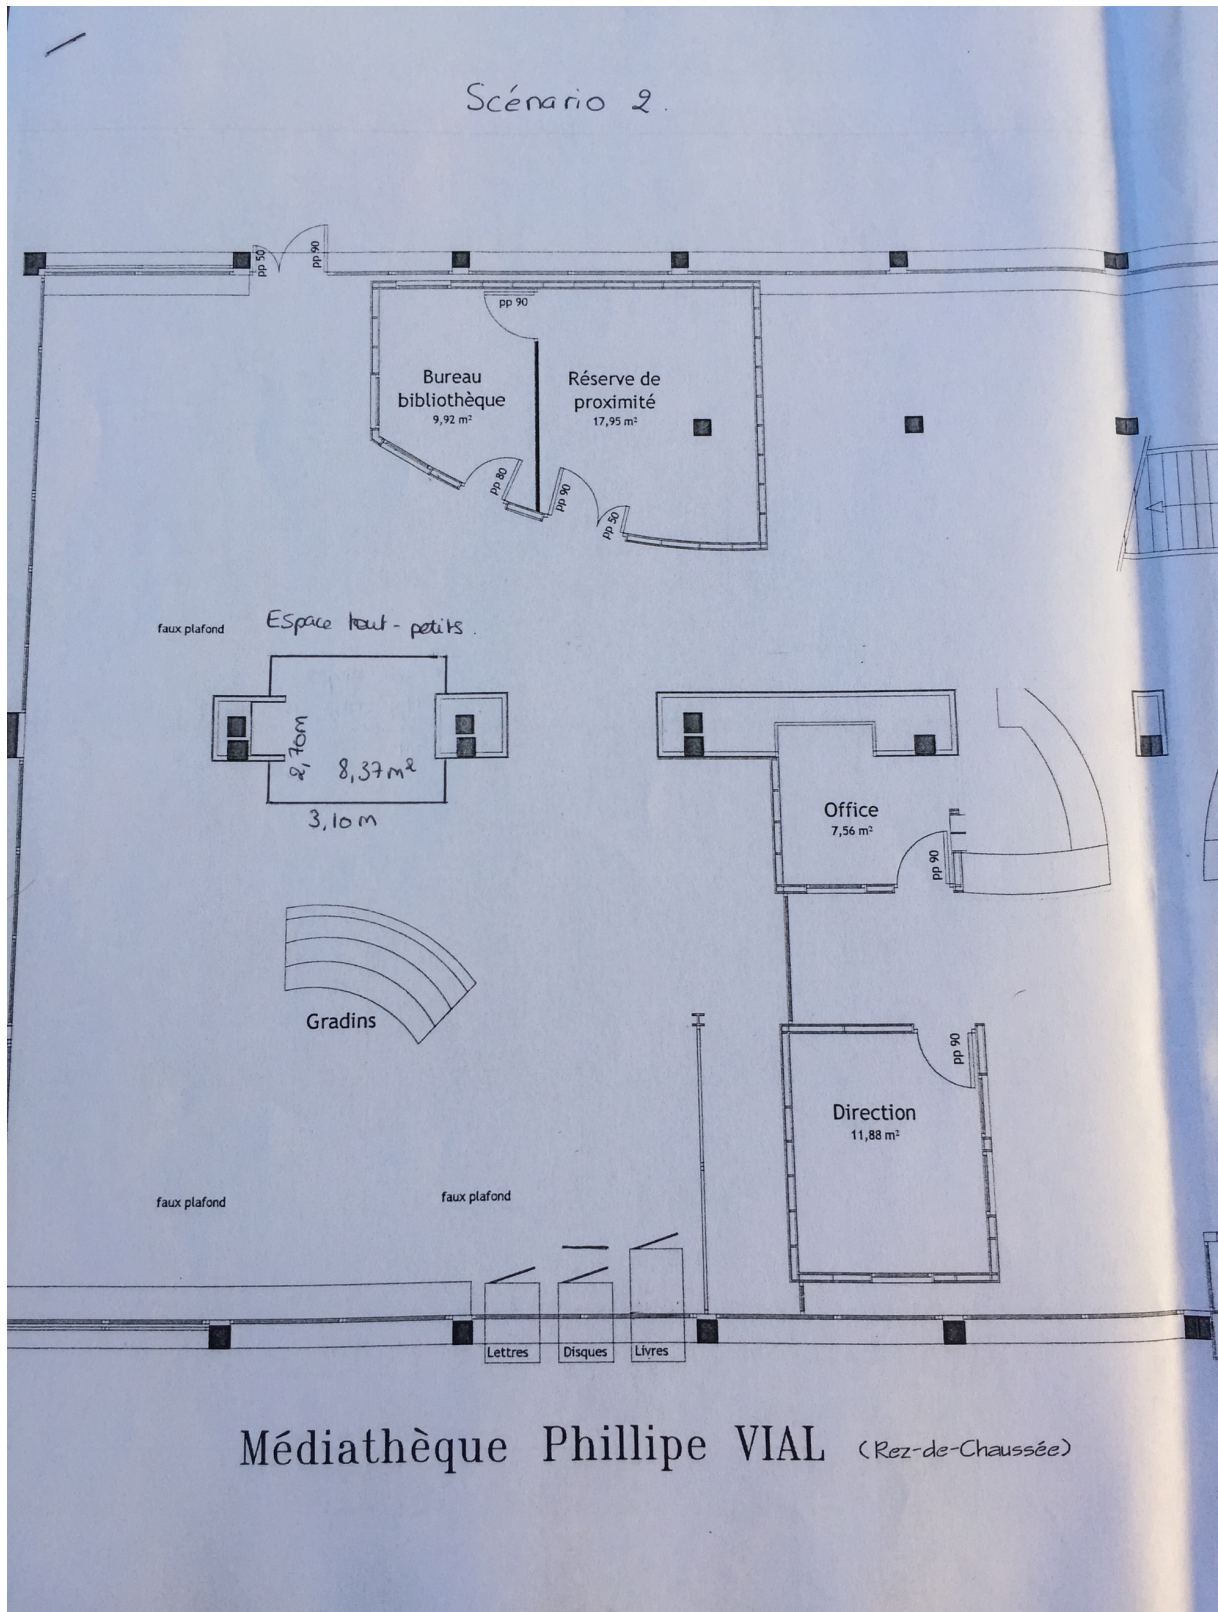 Scénario 2.
pp 50
pp 90
pp 90
Bureau
bibliothèque
9,92 m²
Réserve de
proximité
17,95 m²
pp 80
pp 90
pp 50
faux plafond
Espace tout-petits.
2,70m
8,37m²
3,10m
Office
7,56 m²
pp 90
Gradins
pp 90
Direction
11,88 m²
faux plafond
faux plafond
Lettres
Disques
Livres
Médiathèque Phillipe VIAL (Rez-de-Chaussée)